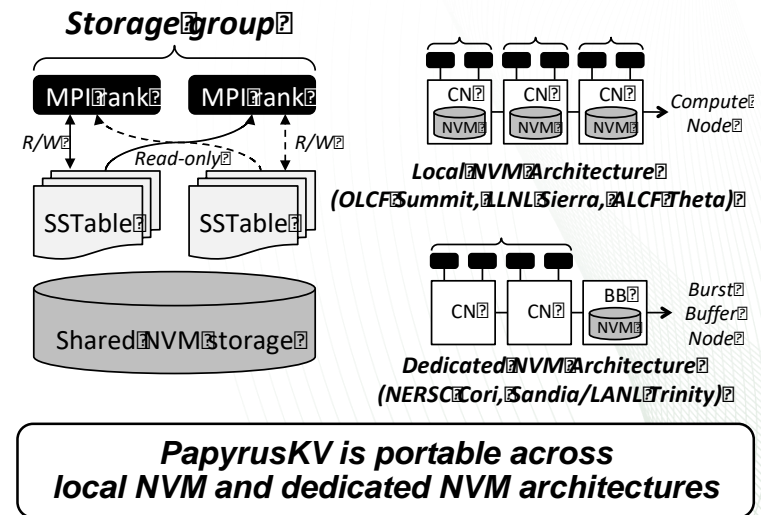 Storage group
MPI rank
MPI rank
R/W
Read-only
R/W
SSTable
SSTable
Shared NVM storage
CN
CN
CN
NVM
NVM
NVM
Compute
Node
Local NVM Architecture
(OLCF Summit, LLNL Sierra, ALCF Theta)
CN
CN
BB
NVM
Burst
Buffer
Node
Dedicated NVM Architecture
(NERSC Cori, Sandia/LANL Trinity)
PapyrusKV is portable across
local NVM and dedicated NVM architectures